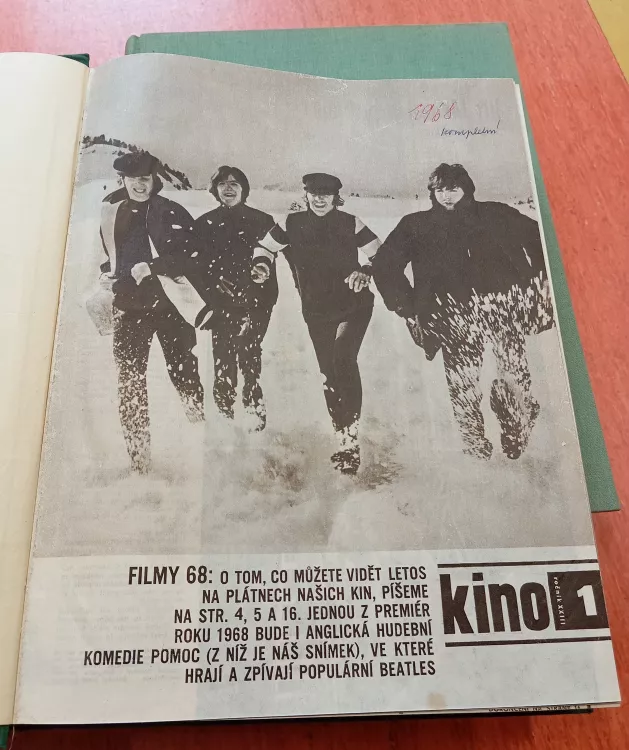 1968
kompletní
FILMY 68: O TOM, CO MŮŽETE VIDĚT LETOS
NA PLÁTNECH NAŠICH KIN, PÍŠEME
NA STR. 4, 5 A 16. JEDNOU Z PREMIÉR
ROKU 1968 BUDE I ANGLICKÁ HUDEBNÍ
KOMEDIE POMOC (Z NÍŽ JE NÁŠ SNÍMEK), VE KTERÉ
HRAJÍ A ZPÍVAJÍ POPULÁRNÍ BEATLES
kino
ročník XXIII
1